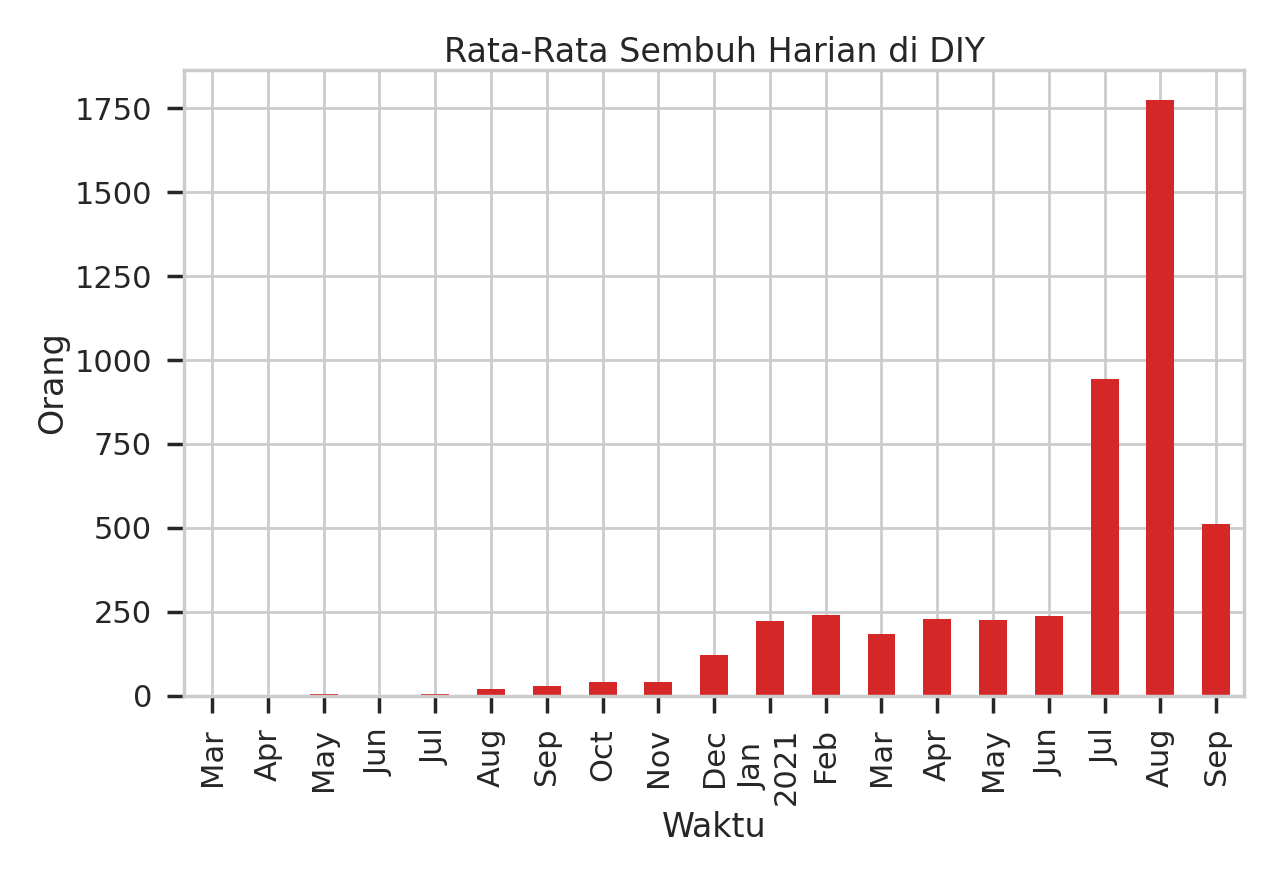 Rata-Rata Sembuh Harian di DIY
1750
1500
1250
1000
750
500
250
0
Orang
Mar
Apr
May
Jun
Jul
Aug
Sep
Oct
Nov
Dec
Jan
2021
Feb
Mar
Apr
May
Jun
Jul
Aug
Sep
Waktu